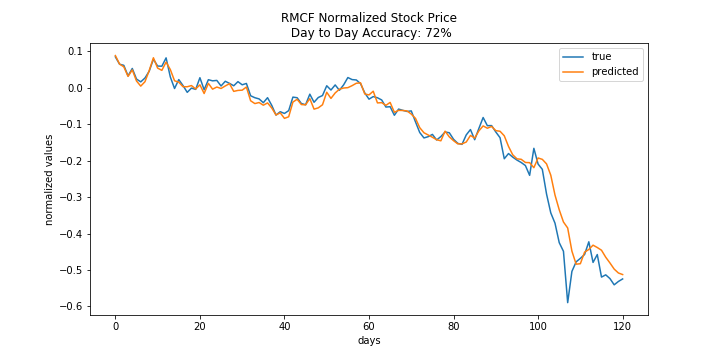 RMCF Normalized Stock Price
Day to Day Accuracy: 72%
true
predicted
normalized values
0.1
0.0
−0.1
−0.2
−0.3
−0.4
−0.5
−0.6
0 20 40 60 80 100 120
days